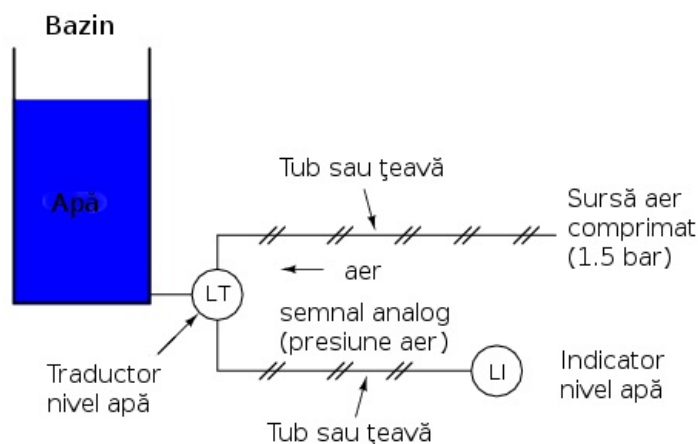 Bazin
Apă
Tub sau ţeavă
Sursă aer
comprimat
(1.5 bar)
aer
LT
semnal analog
(presiune aer)
Traductor
nivel apă
LI
Indicator
nivel apă
Tub sau ţeavă